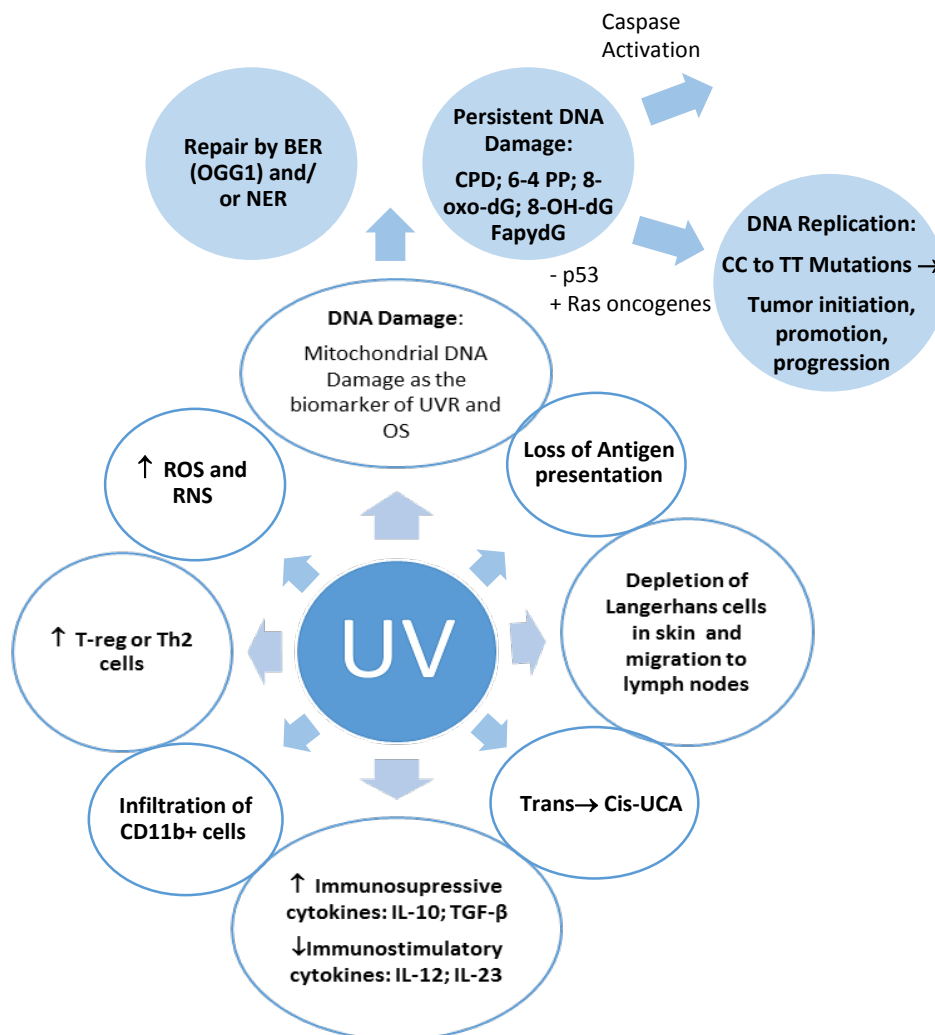 Caspase
Activation
Repair by BER
(OGG1) and/
or NER
Persistent DNA
Damage:
CPD; 6-4 PP; 8-
oxo-dG; 8-OH-dG
FapydG
- p53
+ Ras oncogenes
DNA Replication:
CC to TT Mutations →
Tumor initiation,
promotion,
progression
DNA Damage:
Mitochondrial DNA
Damage as the
biomarker of UVR and
OS
Loss of Antigen
presentation
↑ ROS and
RNS
Depletion of
Langerhans cells
in skin and
migration to
lymph nodes
UV
↑ T-reg or Th2
cells
Trans→ Cis-UCA
Infiltration of
CD11b+ cells
↑ Immunosupressive
cytokines: IL-10; TGF-β
↓Immunostimulatory
cytokines: IL-12; IL-23